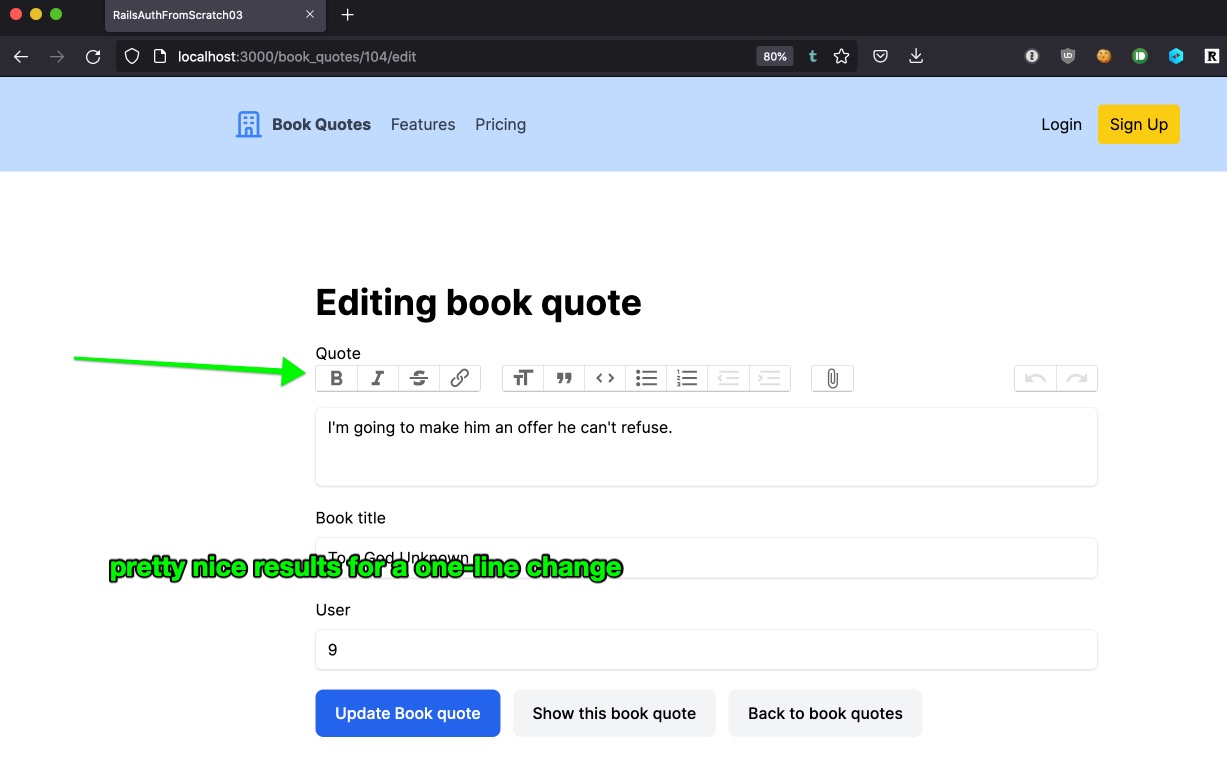 RailsAuthFromScratch03
localhost:3000/book_quotes/104/edit
80%
Book Quotes Features Pricing Login Sign Up
Editing book quote
Quote
I'm going to make him an offer he can't refuse.
Book title
To a God Unknown
pretty nice results for a one-line change
User
9
Update Book quote Show this book quote Back to book quotes